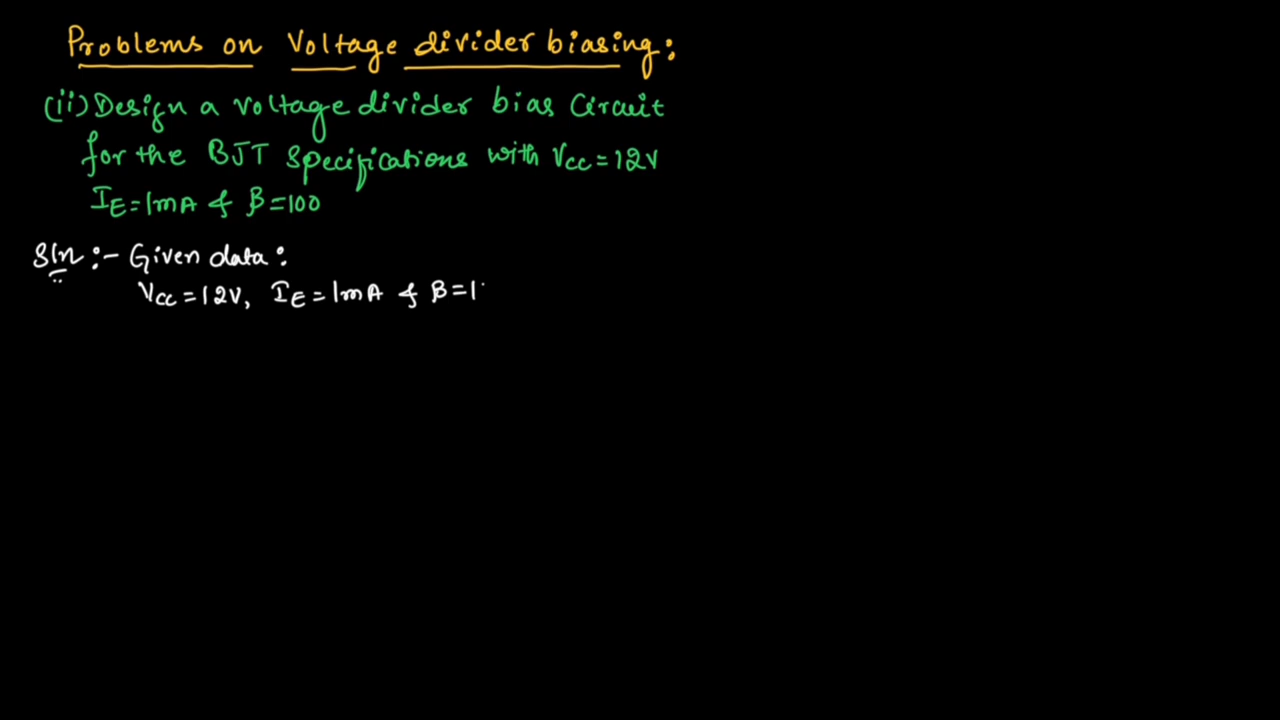 Problems on Voltage divider biasing:
(ii) Design a voltage divider bias Circuit
for the BJT specifications with Vcc = 12V
IE = 1mA & β = 100
Sln :- Given data:
Vcc = 12V, IE = 1mA & β = 1